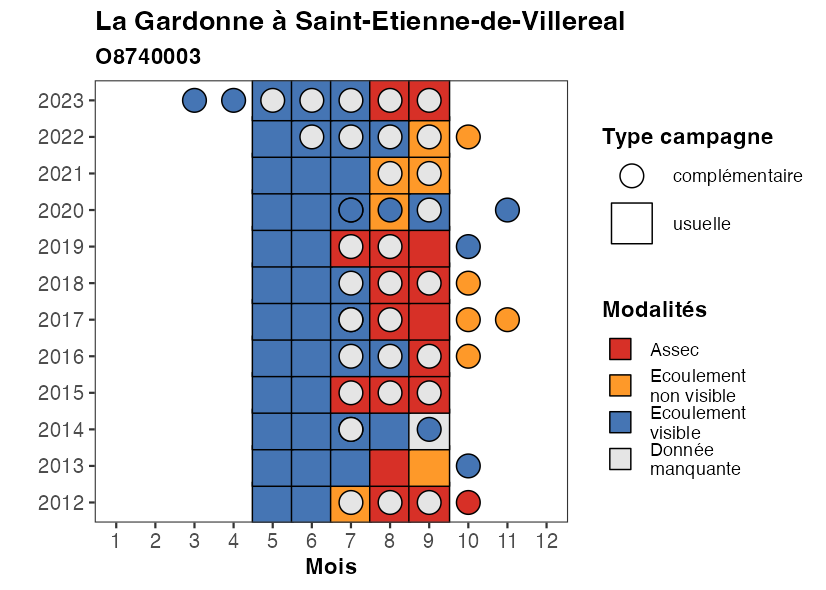 La Gardonne à Saint-Etienne-de-Villereal
O8740003
2023
2022
2021
2020
2019
2018
2017
2016
2015
2014
2013
2012
1 2 3 4 5 6 7 8 9 10 11 12
Mois
Type campagne
complémentaire
usuelle
Modalités
Assec
Ecoulement
non visible
Ecoulement
visible
Donnée
manquante